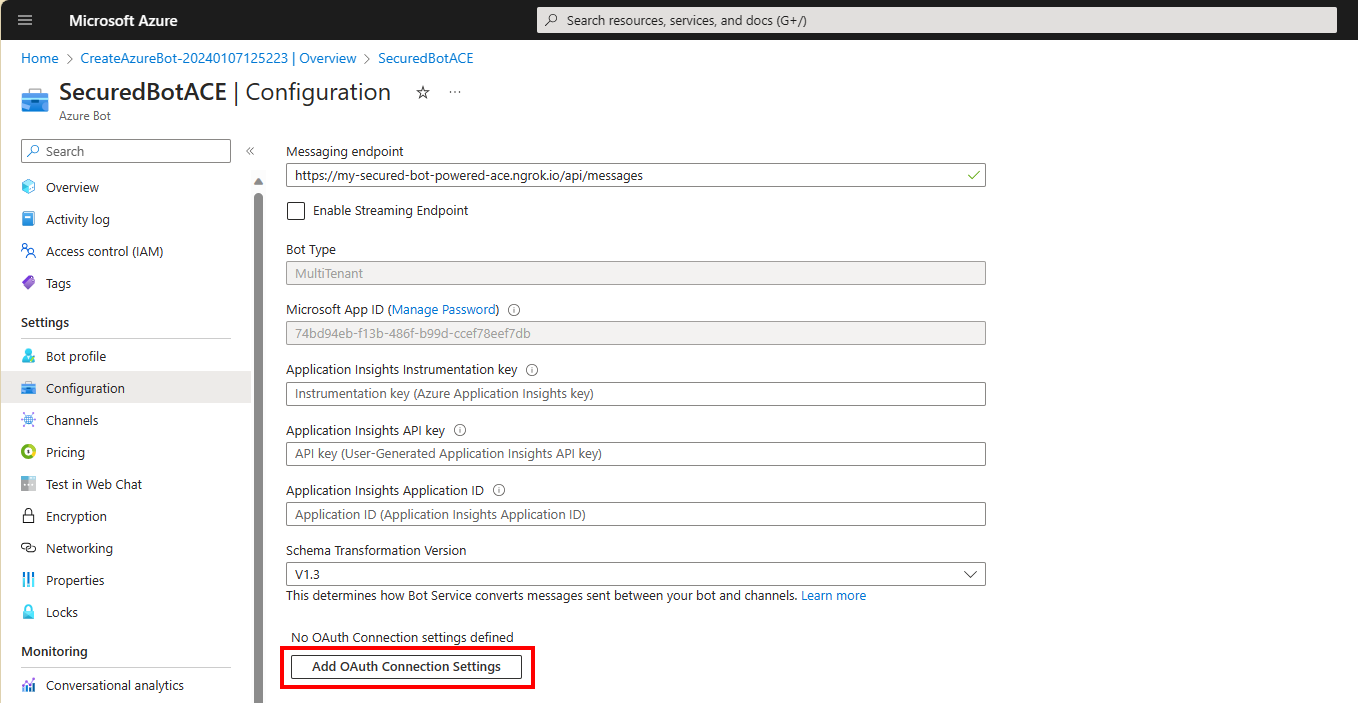 Microsoft Azure
Search resources, services, and docs (G+/)
Home > CreateAzureBot-20240107125223 | Overview > SecuredBotACE
SecuredBotACE | Configuration
Azure Bot
Search
Overview
Activity log
Access control (IAM)
Tags
Settings
Bot profile
Configuration
Channels
Pricing
Test in Web Chat
Encryption
Networking
Properties
Locks
Monitoring
Conversational analytics
Messaging endpoint
https://my-secured-bot-powered-ace.ngrok.io/api/messages
Enable Streaming Endpoint
Bot Type
MultiTenant
Microsoft App ID (Manage Password)
74bd94eb-f13b-486f-b99d-ccef78eef7db
Application Insights Instrumentation key
Instrumentation key (Azure Application Insights key)
Application Insights API key
API key (User-Generated Application Insights API key)
Application Insights Application ID
Application ID (Application Insights Application ID)
Schema Transformation Version
V1.3
This determines how Bot Service converts messages sent between your bot and channels. Learn more
No OAuth Connection settings defined
Add OAuth Connection Settings